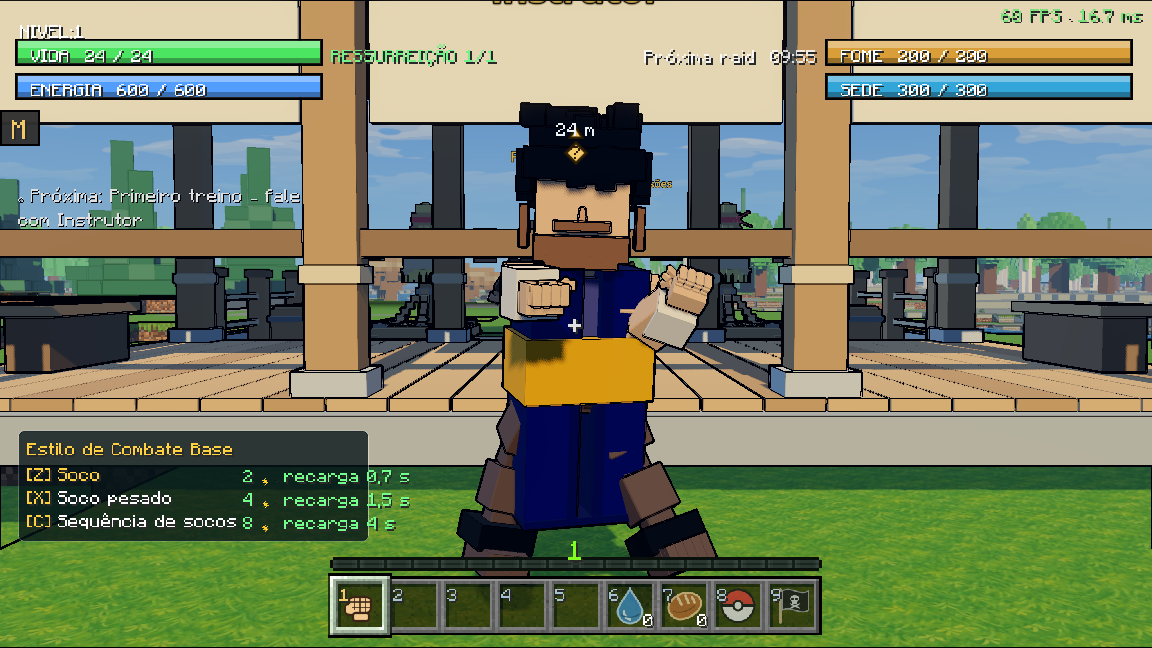 Instrutor
60 FPS · 16.7 ms
NIVEL:1
VIDA 24 / 24
RESSURREIÇÃO 1/1
Próxima raid 09:55
FOME 200 / 200
ENERGIA 600 / 600
SEDE 300 / 300
M
24 m
Próxima: Primeiro treino - fale
com Instrutor
Estilo de Combate Base
[Z] Soco 2 recarga 0,7 s
[X] Soco pesado 4 recarga 1,5 s
[C] Sequência de socos 8 recarga 4 s
1
1 2 3 4 5 6 7 8 9
0 0